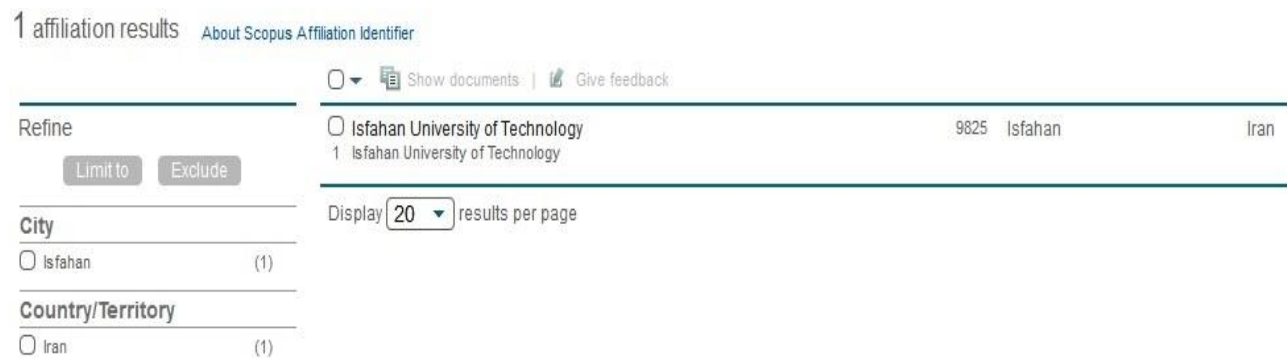 1 affiliation results About Scopus Affiliation Identifier
Show documents | Give feedback
Refine
Limit to Exclude
City
Isfahan (1)
Country/Territory
Iran (1)
Isfahan University of Technology 9825 Isfahan Iran
1 Isfahan University of Technology
Display 20 results per page